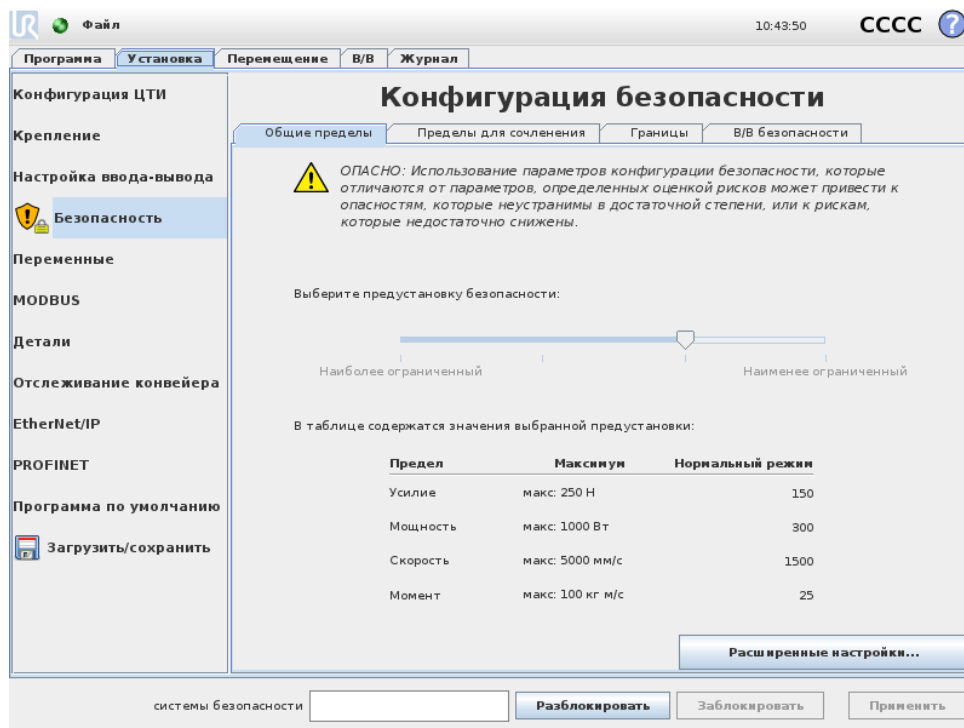 UR Файл 10:43:50 CCCC ?
Программа Установка Перемещение В/В Журнал
Конфигурация ЦТИ
Крепление
Настройка ввода-вывода
Безопасность
Переменные
MODBUS
Детали
Отслеживание конвейера
EtherNet/IP
PROFINET
Программа по умолчанию
Загрузить/сохранить
Конфигурация безопасности
Общие пределы Пределы для сочленения Границы В/В безопасности
ОПАСНО: Использование параметров конфигурации безопасности, которые
отличаются от параметров, определенных оценкой рисков может привести к
опасностям, которые неустранимы в достаточной степени, или к рискам,
которые недостаточно снижены.
Выберите предустановку безопасности:
Наиболее ограниченный Наименее ограниченный
В таблице содержатся значения выбранной предустановки:
Предел Максимум Нормальный режим
Усилие макс: 250 Н 150
Мощность макс: 1000 Вт 300
Скорость макс: 5000 мм/с 1500
Момент макс: 100 кг м/с 25
Расширенные настройки...
системы безопасности Разблокировать Заблокировать Применить